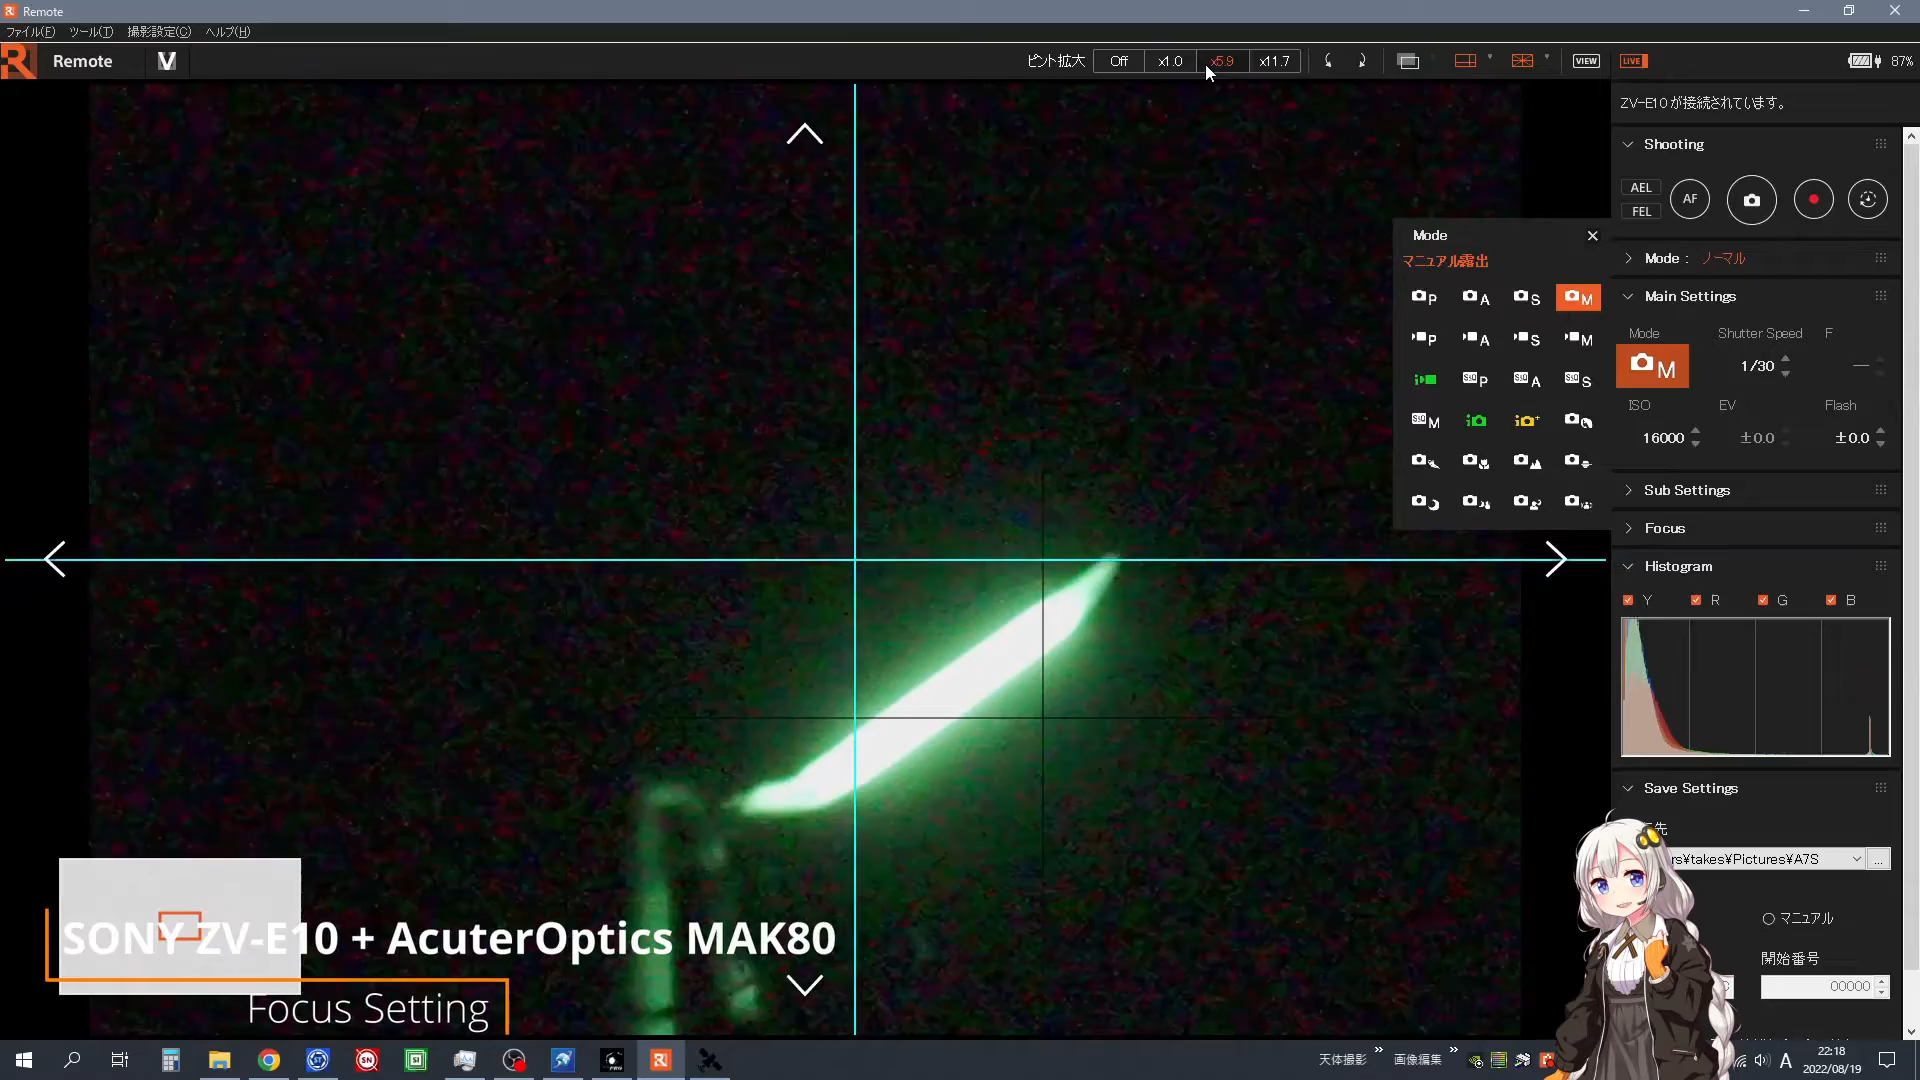 Remote
ファイル(F) ツール(T) 撮影設定(C) ヘルプ(H)
Remote V
ピント拡大 Off x1.0 x5.9 x11.7 VIEW LIVE 87%
ZV-E10 が接続されています。
Shooting
AEL
AF
FEL
Mode : ノーマル
Main Settings
Mode Shutter Speed F
M 1/30 —
ISO EV Flash
16000 ±0.0 ±0.0
Sub Settings
Focus
Histogram
Y R G B
Save Settings
先
rs¥takes¥Pictures¥A7S ...
マニュアル
開始番号
00000
Mode
マニュアル露出
P A S M
P A S M
i S&Q P S&Q A S&Q S
S&Q M i i+
SONY ZV-E10 + AcuterOptics MAK80
Focus Setting
天体撮影 » 画像編集 » A 22:18
2022/08/19